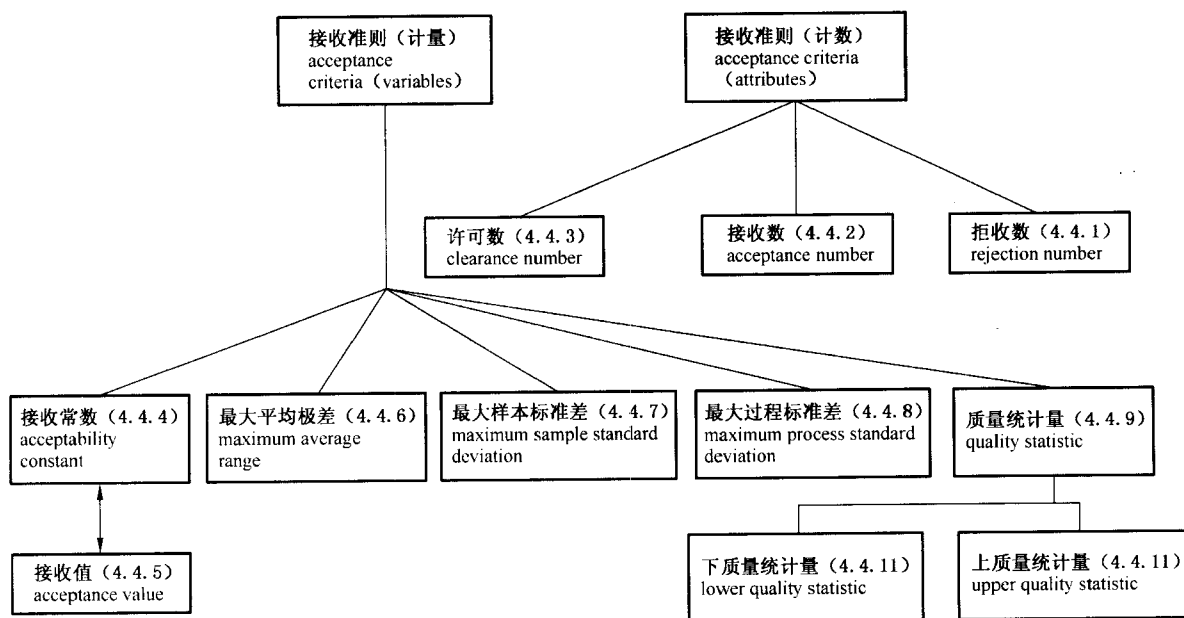 接收准则（计量）
acceptance
criteria（variables）
接收准则（计数）
acceptance criteria
（attributes）
许可数（4.4.3）
clearance number
接收数（4.4.2）
acceptance number
拒收数（4.4.1）
rejection number
接收常数（4.4.4）
acceptability
constant
最大平均极差（4.4.6）
maximum average
range
最大样本标准差（4.4.7）
maximum sample standard
deviation
最大过程标准差（4.4.8）
maximum process standard
deviation
质量统计量（4.4.9）
quality statistic
接收值（4.4.5）
acceptance value
下质量统计量（4.4.11）
lower quality statistic
上质量统计量（4.4.11）
upper quality statistic